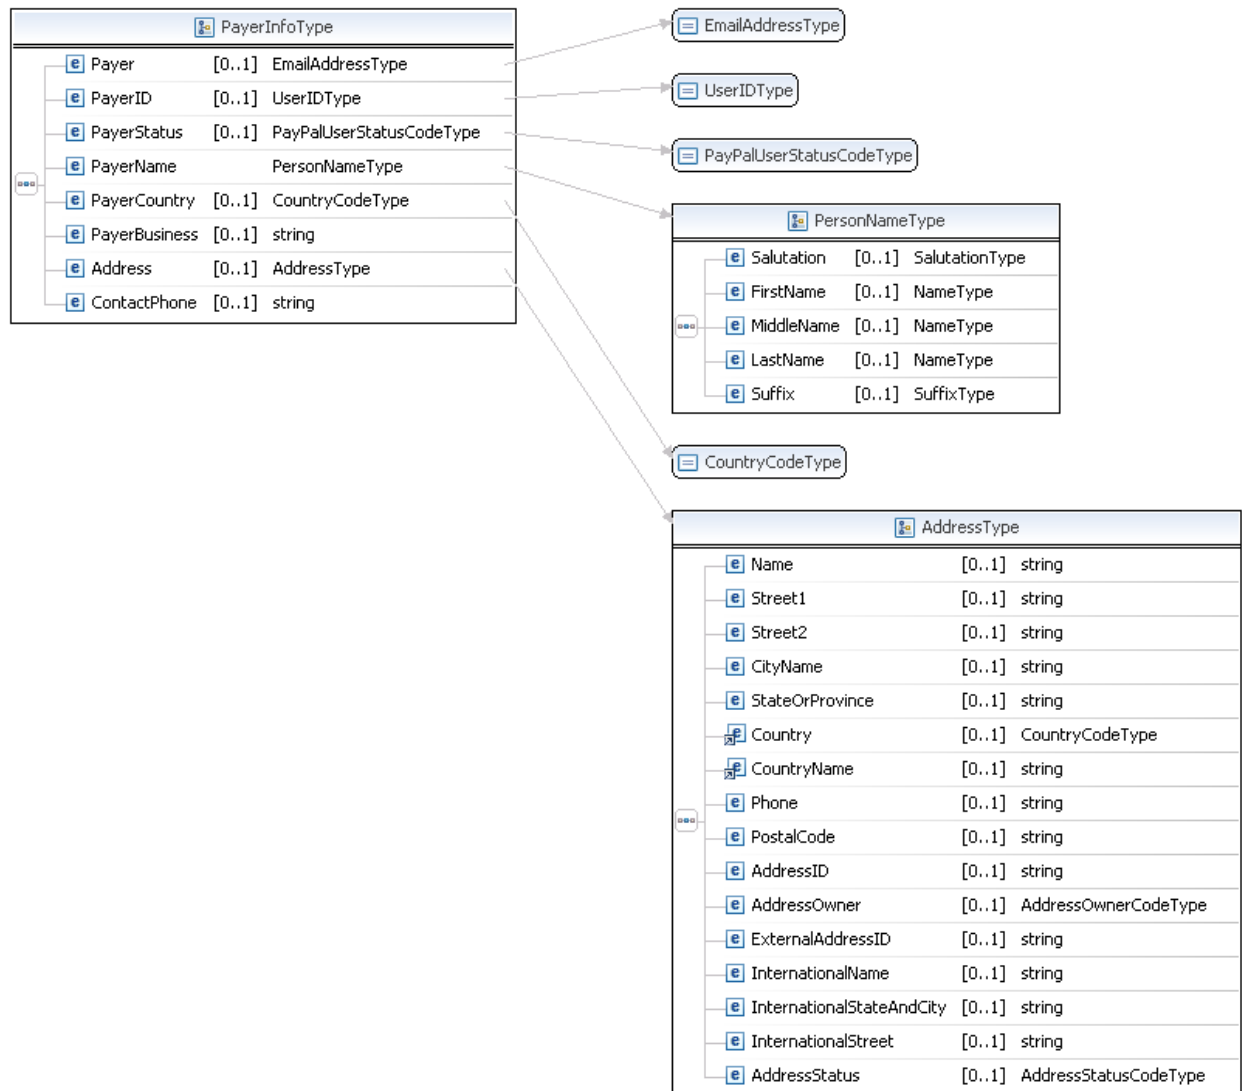 PayerInfoType
e Payer [0..1] EmailAddressType
e PayerID [0..1] UserIDType
e PayerStatus [0..1] PayPalUserStatusCodeType
e PayerName PersonNameType
e PayerCountry [0..1] CountryCodeType
e PayerBusiness [0..1] string
e Address [0..1] AddressType
e ContactPhone [0..1] string
EmailAddressType
UserIDType
PayPalUserStatusCodeType
PersonNameType
e Salutation [0..1] SalutationType
e FirstName [0..1] NameType
e MiddleName [0..1] NameType
e LastName [0..1] NameType
e Suffix [0..1] SuffixType
CountryCodeType
AddressType
e Name [0..1] string
e Street1 [0..1] string
e Street2 [0..1] string
e CityName [0..1] string
e StateOrProvince [0..1] string
e Country [0..1] CountryCodeType
e CountryName [0..1] string
e Phone [0..1] string
e PostalCode [0..1] string
e AddressID [0..1] string
e AddressOwner [0..1] AddressOwnerCodeType
e ExternalAddressID [0..1] string
e InternationalName [0..1] string
e InternationalStateAndCity [0..1] string
e InternationalStreet [0..1] string
e AddressStatus [0..1] AddressStatusCodeType